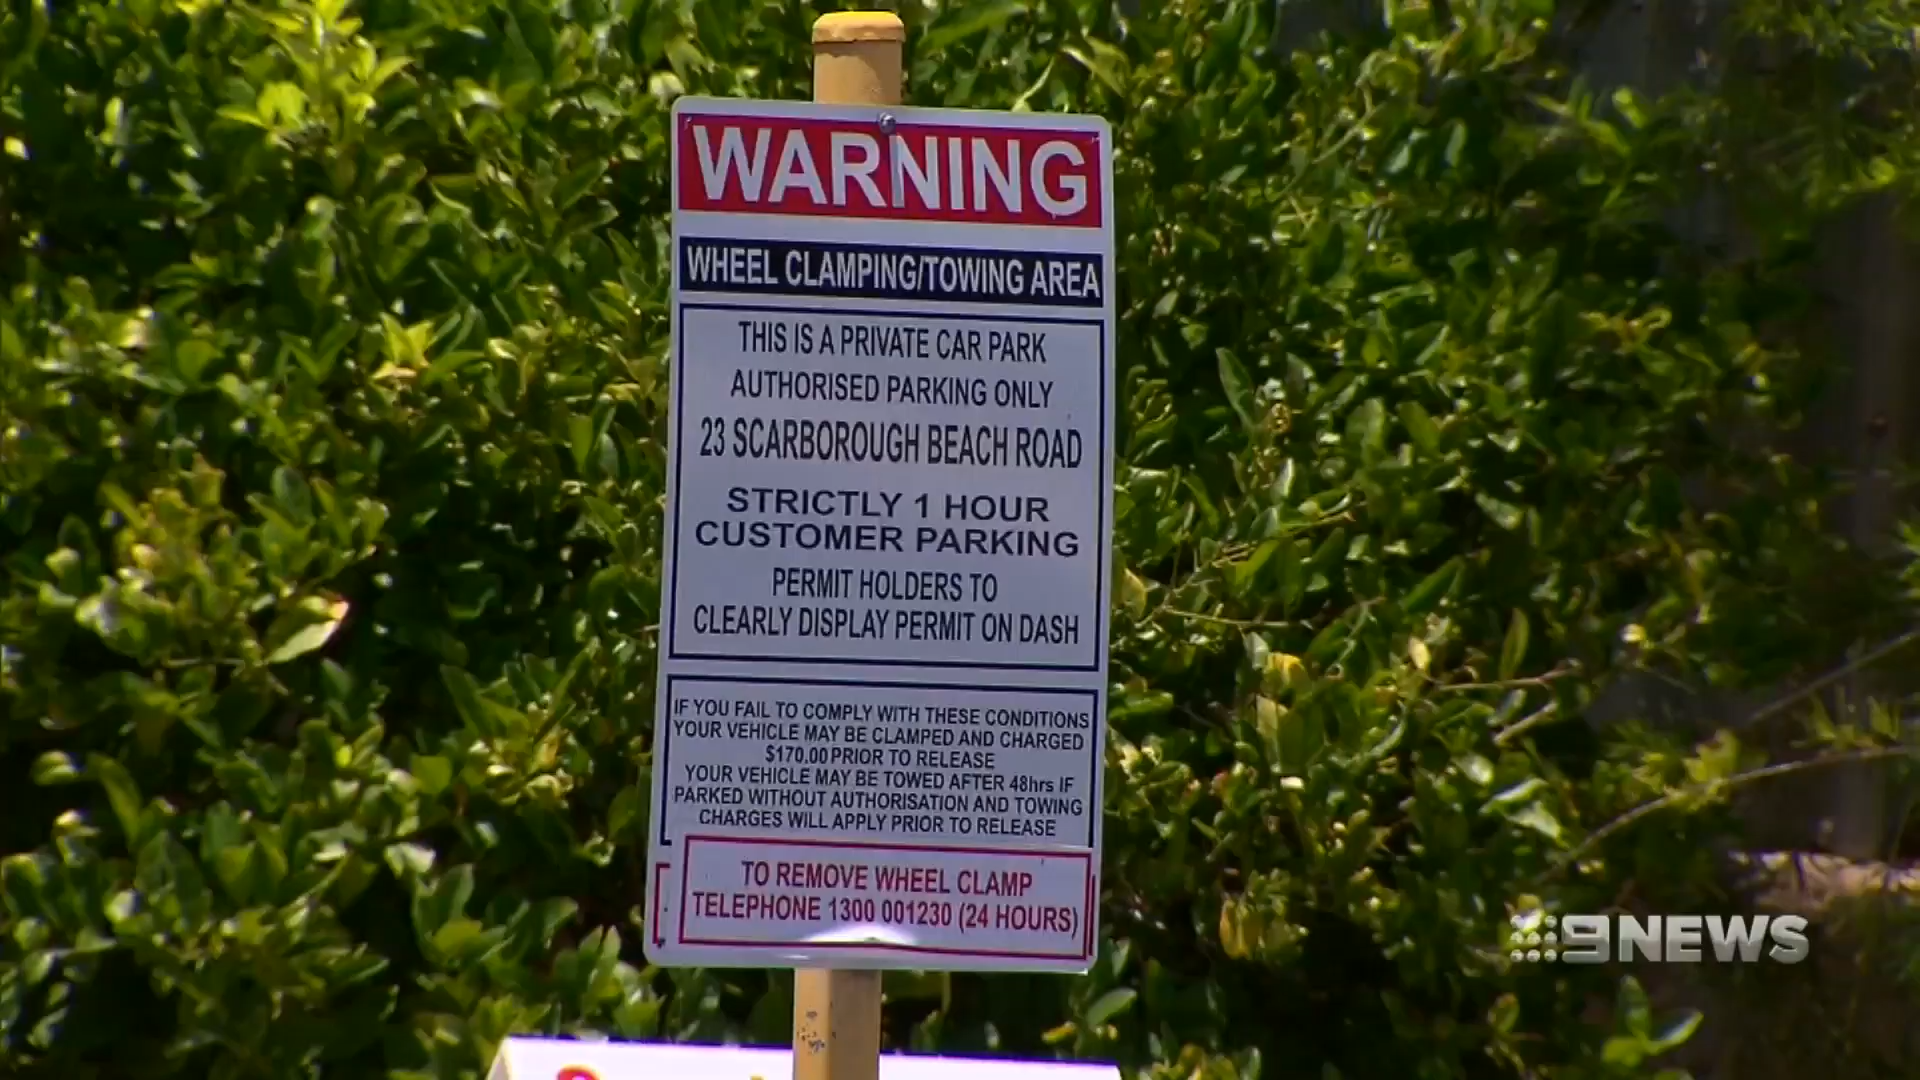 WARNING
WHEEL CLAMPING/TOWING AREA
THIS IS A PRIVATE CAR PARK
AUTHORISED PARKING ONLY
23 SCARBOROUGH BEACH ROAD
STRICTLY 1 HOUR
CUSTOMER PARKING
PERMIT HOLDERS TO
CLEARLY DISPLAY PERMIT ON DASH
IF YOU FAIL TO COMPLY WITH THESE CONDITIONS
YOUR VEHICLE MAY BE CLAMPED AND CHARGED
$170.00 PRIOR TO RELEASE
YOUR VEHICLE MAY BE TOWED AFTER 48hrs IF
PARKED WITHOUT AUTHORISATION AND TOWING
CHARGES WILL APPLY PRIOR TO RELEASE
TO REMOVE WHEEL CLAMP
TELEPHONE 1300 001230 (24 HOURS)
9NEWS